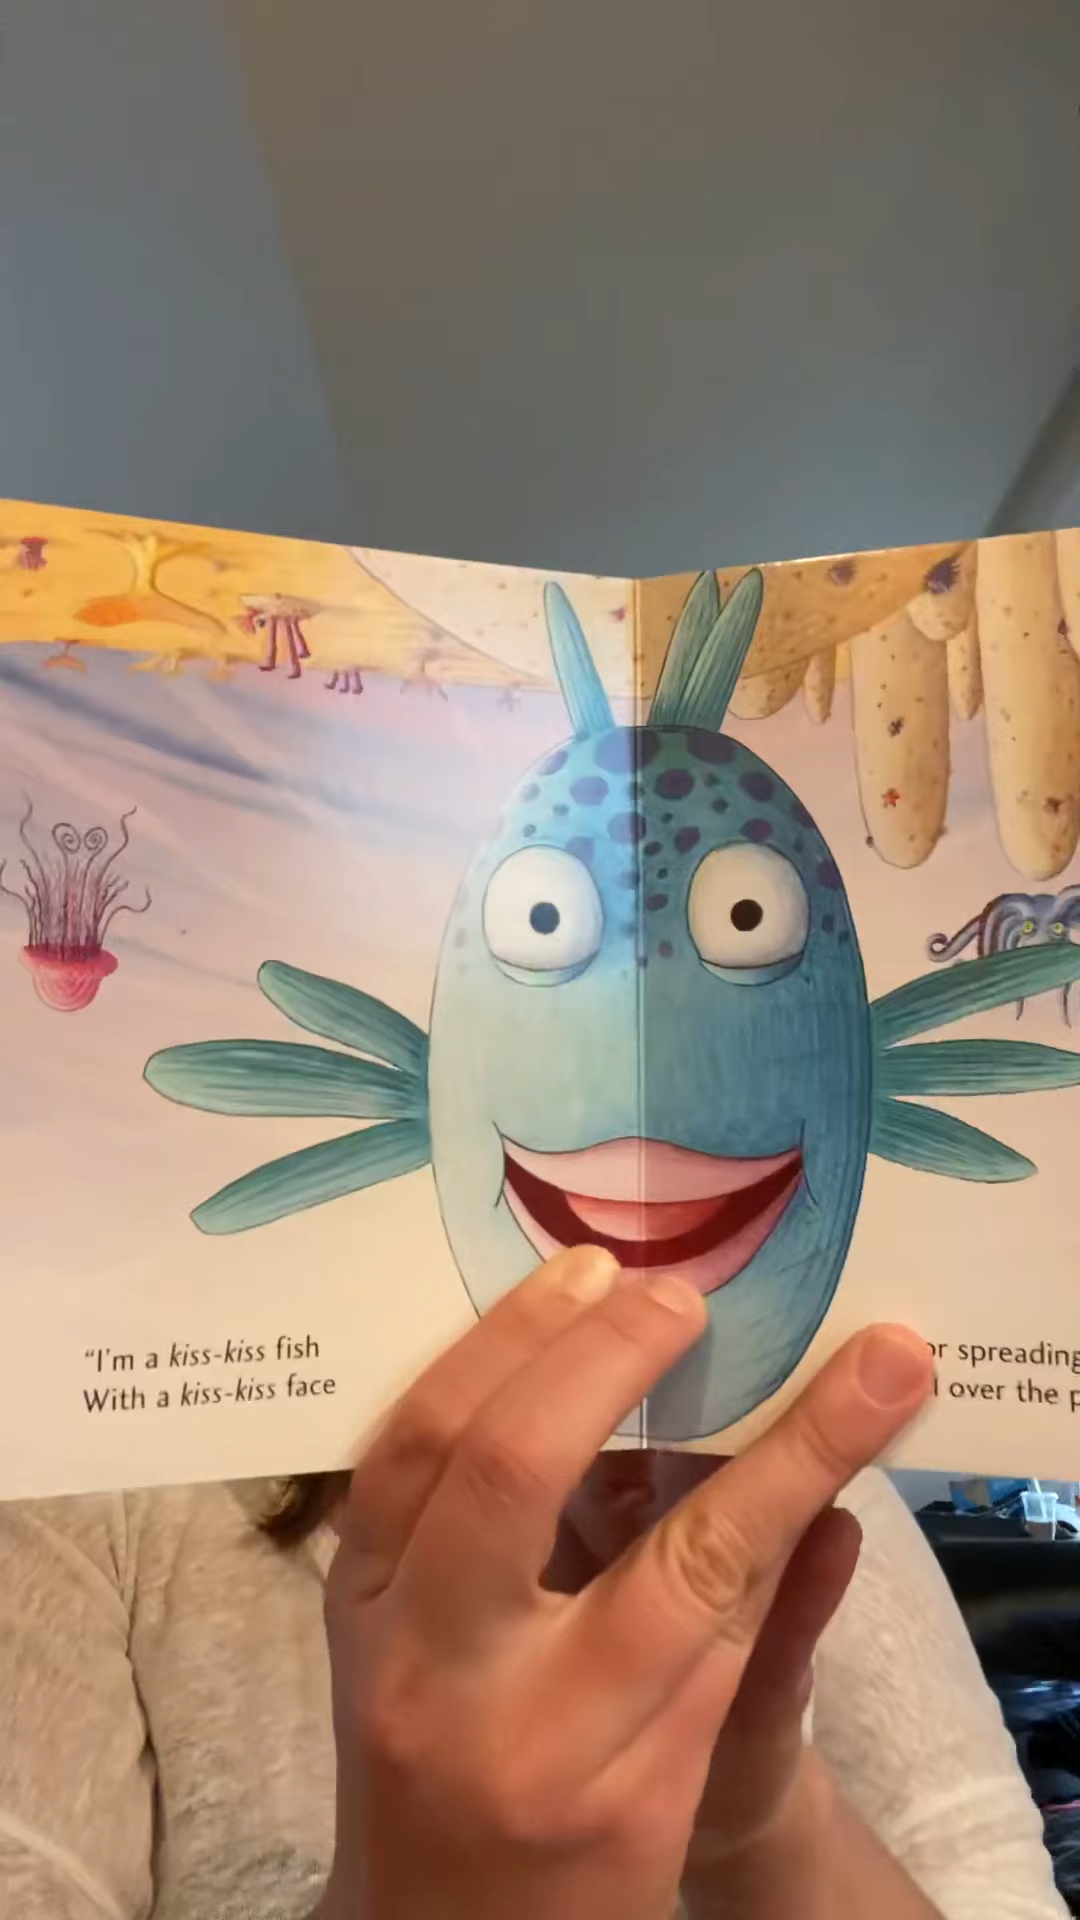 “I'm a kiss-kiss fish
With a kiss-kiss face
spreading
over the